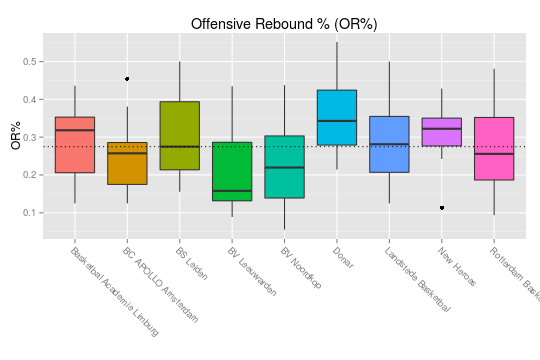 Offensive Rebound % (OR%)
OR%
0.5
0.4
0.3
0.2
0.1
Basketbal Academie Limburg
BC APOLLO Amsterdam
BS Leiden
BV Leeuwarden
BV Noordkop
Donar
Landstede Basketbal
New Heroes
Rotterdam Bask